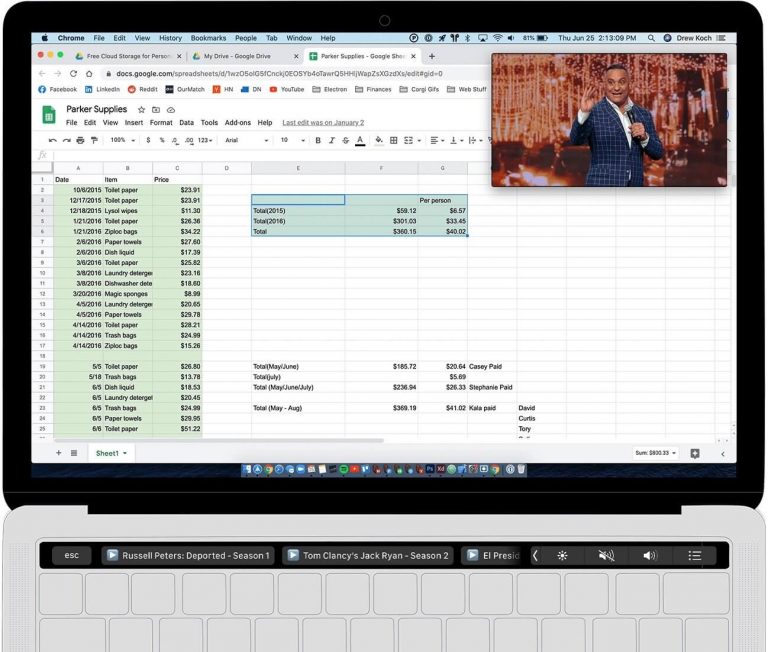 Chrome File Edit View History Bookmarks People Tab Window Help 81% Thu Jun 25 2:13:09 PM Drew Koch
Free Cloud Storage for Person My Drive - Google Drive Parker Supplies - Google Shee
docs.google.com/spreadsheets/d/
Facebook LinkedIn Reddit OurMatch HN DN YouTube Electron Finances Corgi Gifs Web Stuff
Parker Supplies
File Edit View Insert Format Data Tools Add-ons Help Last edit was on January 2
100% $ % .0 .00 123 Arial 10 B I S A
fx
A B C D E F G
1 Date Item Price
2 10/6/2015 Toilet paper $23.91
3 12/17/2015 Toilet paper $23.91 Per person
4 12/18/2015 Lysol wipes $11.30 Total(2015) $59.12 $6.57
5 1/21/2016 Toilet paper $26.36 Total(2016) $301.03 $33.45
6 1/21/2016 Ziploc bags $34.22 Total $360.15 $40.02
7 2/6/2016 Paper towels $27.60
8 2/6/2016 Dish liquid $17.39
9 3/6/2016 Toilet paper $25.82
10 3/8/2016 Laundry deterge $23.16
11 3/8/2016 Dishwasher dete $18.60
12 3/20/2016 Magic sponges $8.99
13 4/5/2016 Laundry deterge $20.65
14 4/5/2016 Paper towels $29.78
15 4/14/2016 Toilet paper $28.21
16 4/14/2016 Trash bags $24.99
17 4/14/2016 Ziploc bags $15.26
18
19 5/5 Toilet paper $26.80 Total(May/June) $185.72 $20.64 Casey Paid
20 5/18 Trash bags $13.78 Total(july) $5.69
21 6/5 Dish liquid $18.53 Total (May/June/July) $236.94 $26.33 Stephanie Paid
22 6/5 Laundry deterge $20.45
23 6/5 Trash bags $24.99 Total (May - Aug) $369.19 $41.02 Kala paid David
24 6/5 Paper towels $29.95 Curtis
25 6/6 Toilet paper $51.22 Tory
Sheet1 Sum: $800.33
esc Russell Peters: Deported - Season 1 Tom Clancy's Jack Ryan - Season 2 El Presid